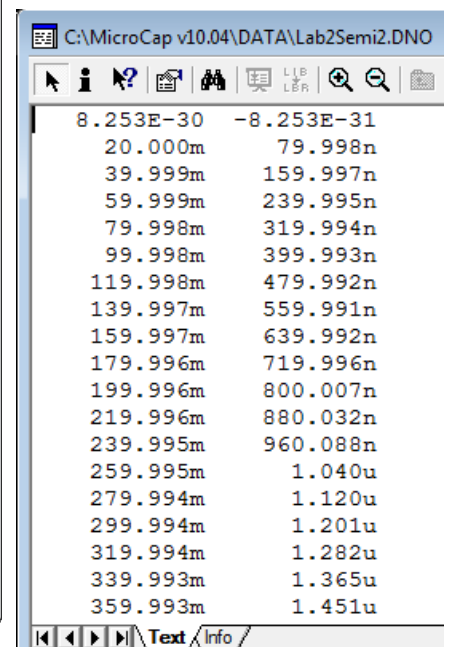 C:\MicroCap v10.04\DATA\Lab2Semi2.DNO
LIB
LBR
8.253E-30 -8.253E-31
20.000m 79.998n
39.999m 159.997n
59.999m 239.995n
79.998m 319.994n
99.998m 399.993n
119.998m 479.992n
139.997m 559.991n
159.997m 639.992n
179.996m 719.996n
199.996m 800.007n
219.996m 880.032n
239.995m 960.088n
259.995m 1.040u
279.994m 1.120u
299.994m 1.201u
319.994m 1.282u
339.993m 1.365u
359.993m 1.451u
Text Info